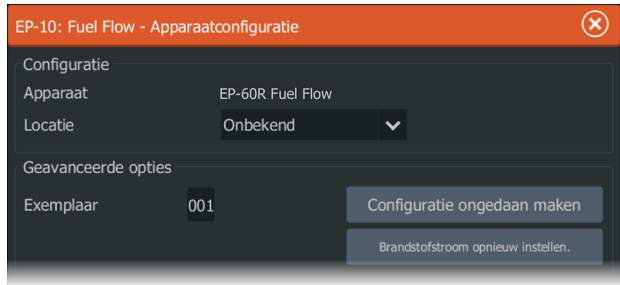 EP-10: Fuel Flow - Apparaatconfiguratie
Configuratie
Apparaat EP-60R Fuel Flow
Locatie Onbekend
Geavanceerde opties
Exemplaar 001 Configuratie ongedaan maken
Brandstofstroom opnieuw instellen.